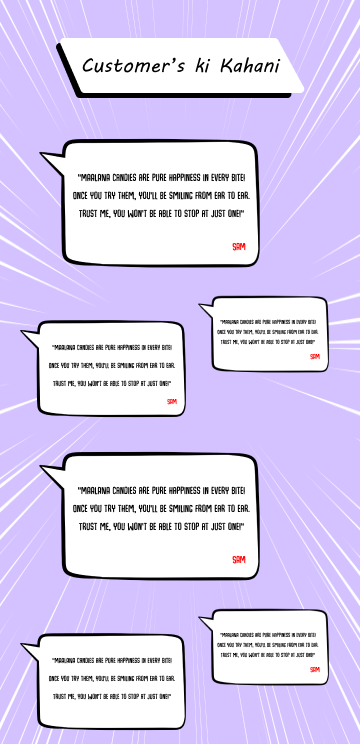 Customer's ki Kahani
"MAALANA CANDIES ARE PURE HAPPINESS IN EVERY BITE!
ONCE YOU TRY THEM, YOU'LL BE SMILING FROM EAR TO EAR.
TRUST ME, YOU WON'T BE ABLE TO STOP AT JUST ONE!"
SAM
"MAALANA CANDIES ARE PURE HAPPINESS IN EVERY BITE!
ONCE YOU TRY THEM, YOU'LL BE SMILING FROM EAR TO EAR.
TRUST ME, YOU WON'T BE ABLE TO STOP AT JUST ONE!"
SAM
"MAALANA CANDIES ARE PURE HAPPINESS IN EVERY BITE!
ONCE YOU TRY THEM, YOU'LL BE SMILING FROM EAR TO EAR.
TRUST ME, YOU WON'T BE ABLE TO STOP AT JUST ONE!"
SAM
"MAALANA CANDIES ARE PURE HAPPINESS IN EVERY BITE!
ONCE YOU TRY THEM, YOU'LL BE SMILING FROM EAR TO EAR.
TRUST ME, YOU WON'T BE ABLE TO STOP AT JUST ONE!"
SAM
"MAALANA CANDIES ARE PURE HAPPINESS IN EVERY BITE!
ONCE YOU TRY THEM, YOU'LL BE SMILING FROM EAR TO EAR.
TRUST ME, YOU WON'T BE ABLE TO STOP AT JUST ONE!"
SAM
"MAALANA CANDIES ARE PURE HAPPINESS IN EVERY BITE!
ONCE YOU TRY THEM, YOU'LL BE SMILING FROM EAR TO EAR.
TRUST ME, YOU WON'T BE ABLE TO STOP AT JUST ONE!"